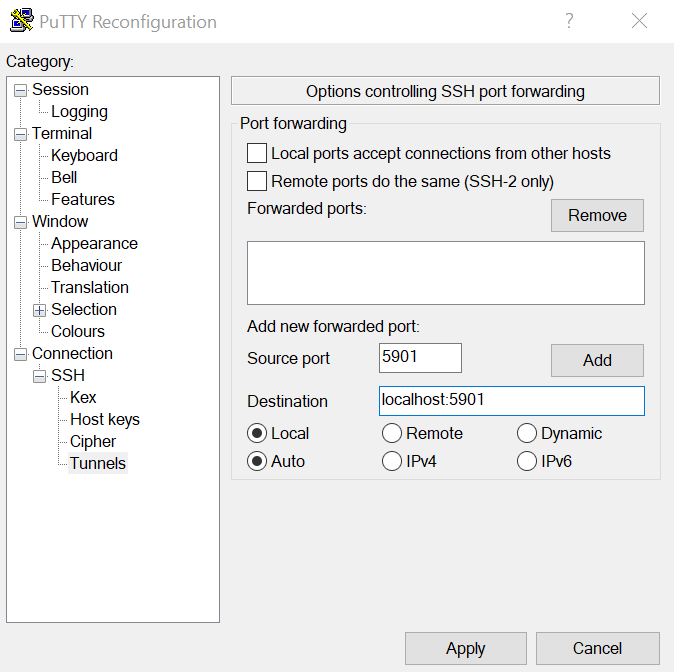 PuTTY Reconfiguration
?
Category:
Session
Logging
Terminal
Keyboard
Bell
Features
Window
Appearance
Behaviour
Translation
Selection
Colours
Connection
SSH
Kex
Host keys
Cipher
Tunnels
Options controlling SSH port forwarding
Port forwarding
Local ports accept connections from other hosts
Remote ports do the same (SSH-2 only)
Forwarded ports:
Remove
Add new forwarded port:
Source port 5901 Add
Destination localhost:5901
Local Remote Dynamic
Auto IPv4 IPv6
Apply Cancel